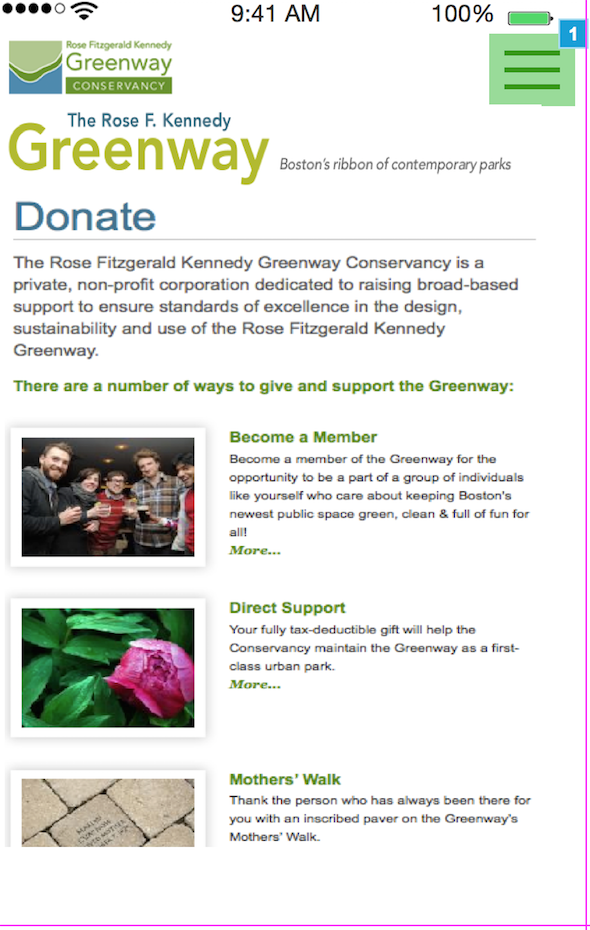 9:41 AM 100%
1
Rose Fitzgerald Kennedy
Greenway
CONSERVANCY
The Rose F. Kennedy
Greenway Boston's ribbon of contemporary parks
Donate
The Rose Fitzgerald Kennedy Greenway Conservancy is a
private, non-profit corporation dedicated to raising broad-based
support to ensure standards of excellence in the design,
sustainability and use of the Rose Fitzgerald Kennedy
Greenway.
There are a number of ways to give and support the Greenway:
Become a Member
Become a member of the Greenway for the
opportunity to be a part of a group of individuals
like yourself who care about keeping Boston's
newest public space green, clean & full of fun for
all!
More...
Direct Support
Your fully tax-deductible gift will help the
Conservancy maintain the Greenway as a first-
class urban park.
More...
Mothers' Walk
Thank the person who has always been there for
you with an inscribed paver on the Greenway's
Mothers' Walk.